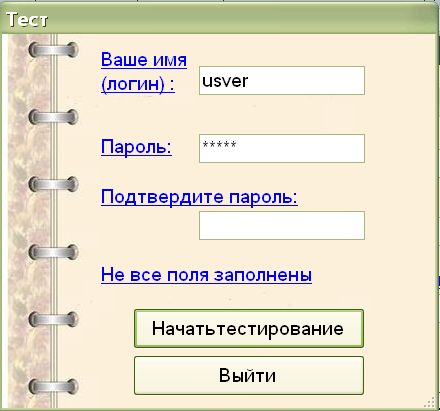 Тест
Ваше имя
(логин) :
usver
Пароль:
*****
Подтвердите пароль:
Не все поля заполнены
Начатьтестирование
Выйти